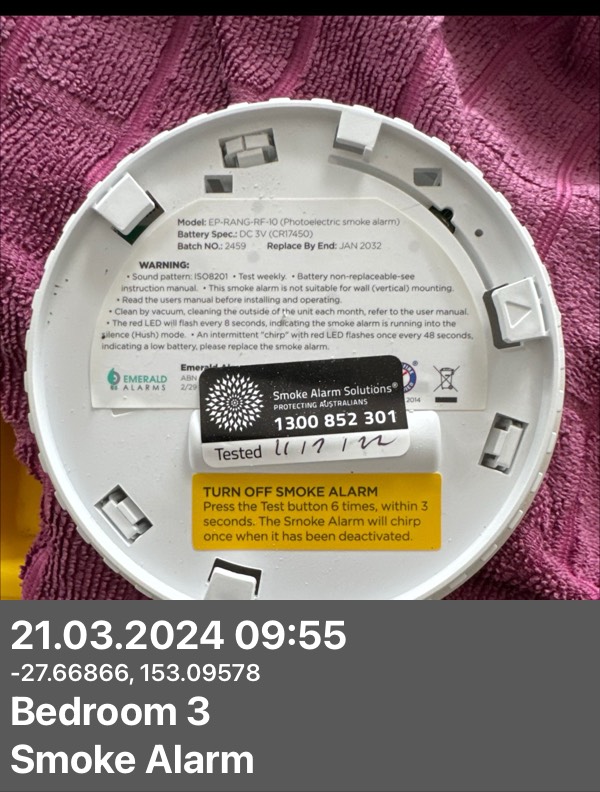 Model: EP-RANG-RF-10 (Photoelectric smoke alarm)
Battery Spec.: DC 3V (CR17450)
Batch NO.: 2459 Replace By End: JAN 2032
WARNING:
• Sound pattern: ISO8201 • Test weekly. • Battery non-replaceable-see
instruction manual. • This smoke alarm is not suitable for wall (vertical) mounting.
• Read the users manual before installing and operating.
• Clean by vacuum, cleaning the outside of the unit each month, refer to the user manual.
• The red LED will flash every 8 seconds, indicating the smoke alarm is running into the
silence (Hush) mode. • An intermittent "chirp" with red LED flashes once every 48 seconds,
indicating a low battery, please replace the smoke alarm.
EMERALD
ALARMS
Emerald
ABN
2/29
2014
Smoke Alarm Solutions®
PROTECTING AUSTRALIANS
1300 852 301
Tested
TURN OFF SMOKE ALARM
Press the Test button 6 times, within 3
seconds. The Smoke Alarm will chirp
once when it has been deactivated.
21.03.2024 09:55
-27.66866, 153.09578
Bedroom 3
Smoke Alarm